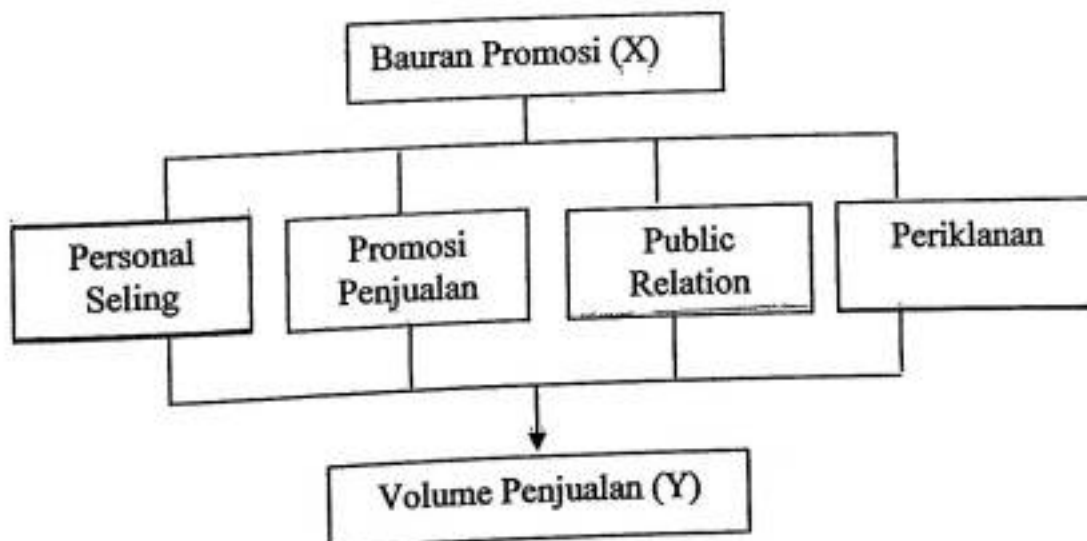 Bauran Promosi (X)
Personal
Seling
Promosi
Penjualan
Public
Relation
Periklanan
Volume Penjualan (Y)